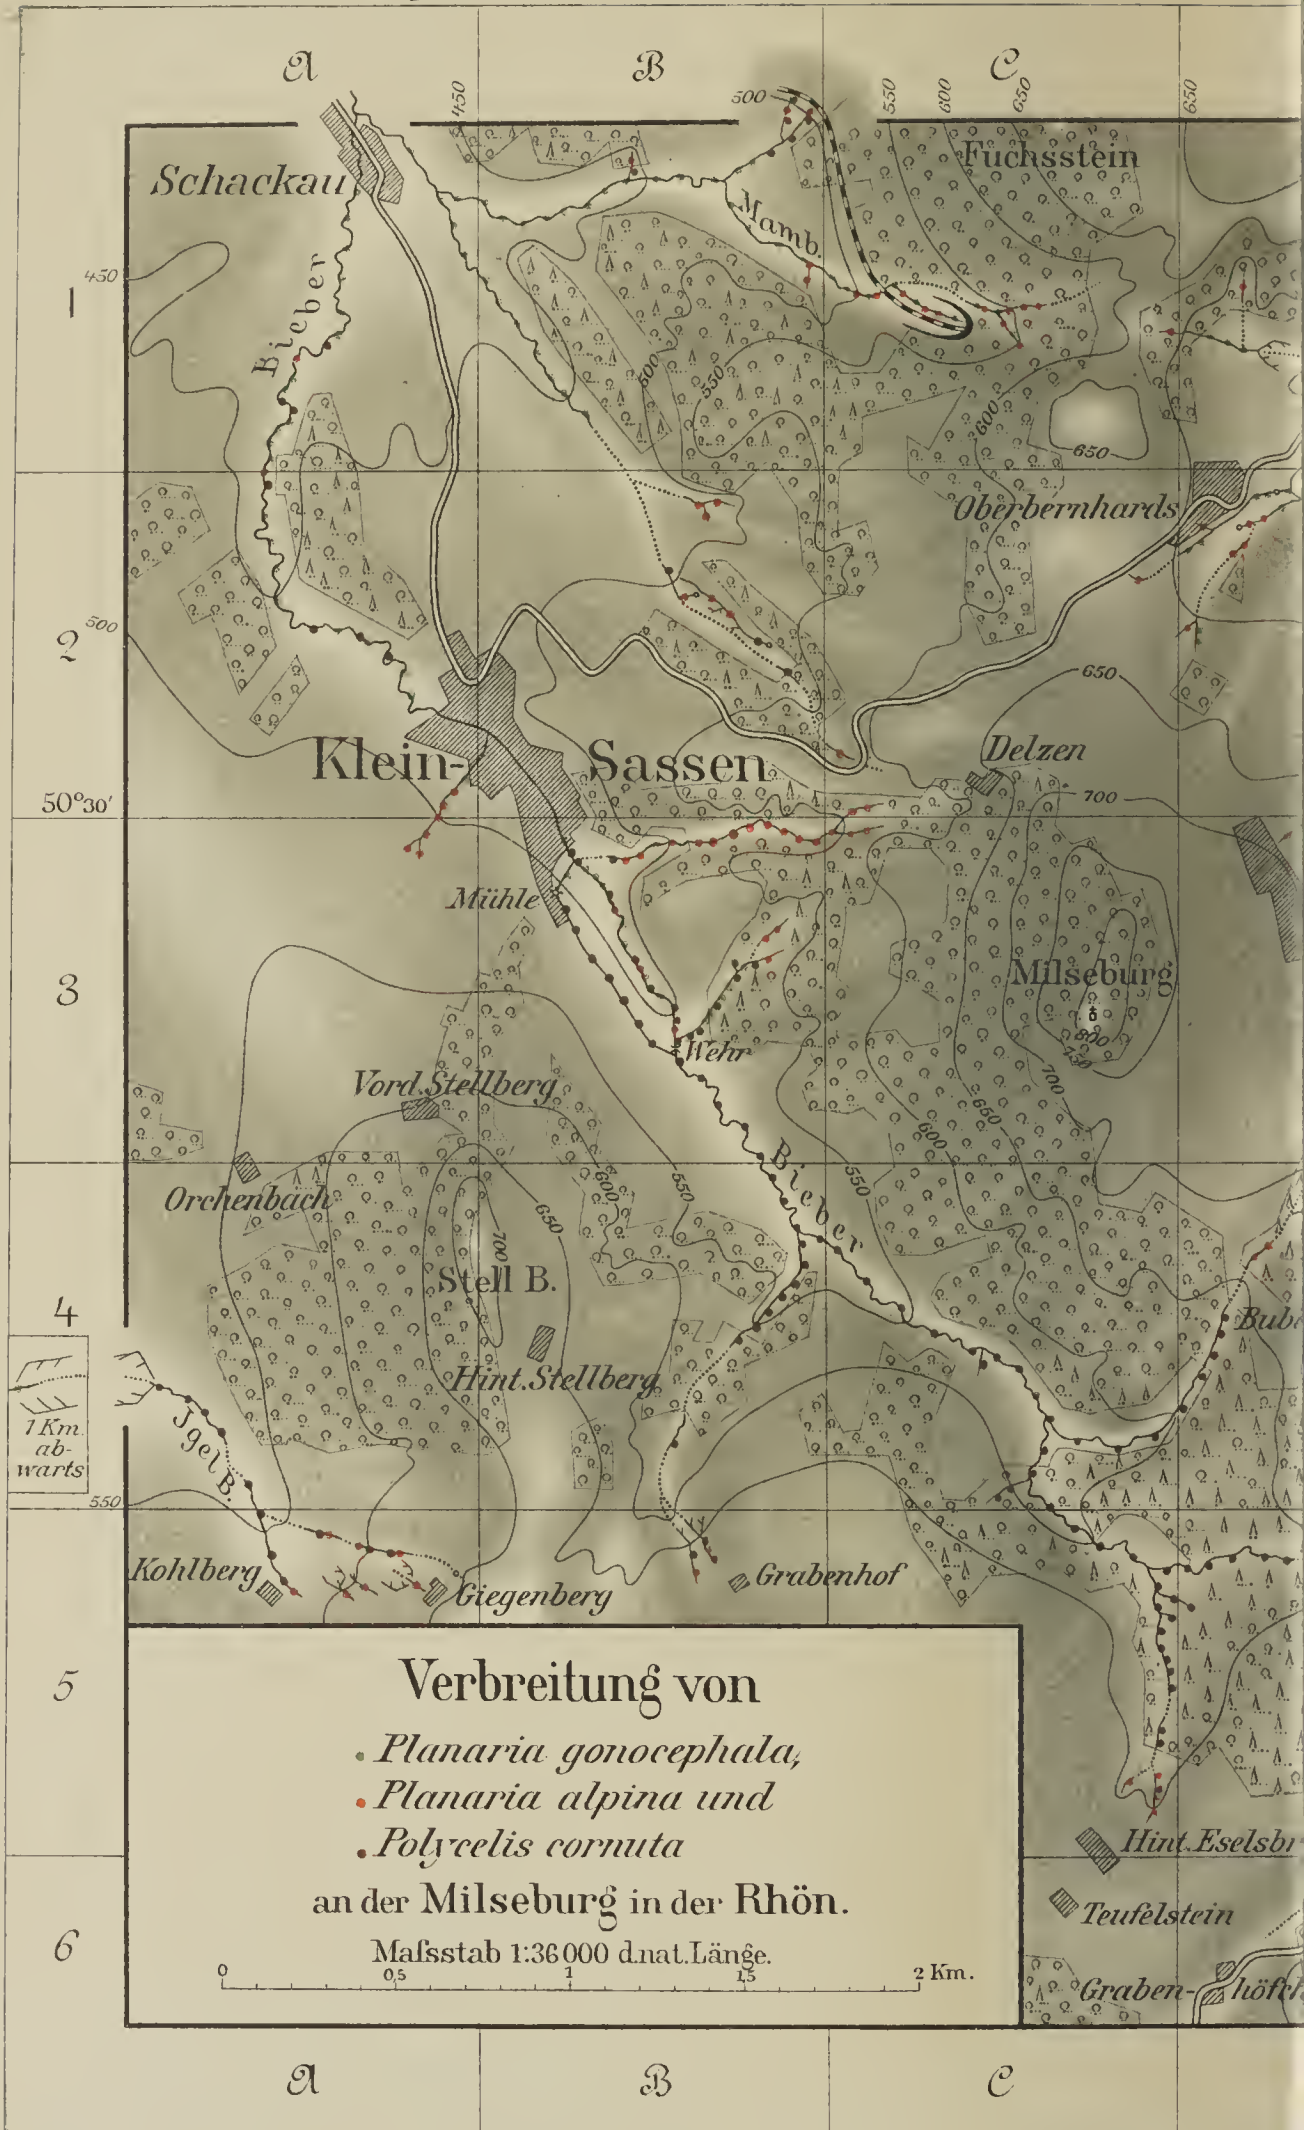 A B C
450 500 550 600 650 650
Fuchsstein
Schackau
Mamb.
450
1
Bieber
500
550
600
650
Oberbernhards
500
2
650
Klein-Sassen
Delzen
700
50°30'
Mühle
3
Milseburg
800
750
Wehr
700
Vord. Stellberg
650
600
Bieber
550
550
600
650
Orchenbach
700
Stell B.
4
Hint. Stellberg
Jgel B.
1 Km.
ab-
warts
550
Kohlberg
Giegenberg
Grabenhof
5
Verbreitung von
Planaria gonocephala,
Planaria alpina und
Polycelis cornuta
an der Milseburg in der Rhön.
Maſsstab 1:36000 d.nat.Länge.
0 0,5 1 1,5 2 Km.
Hint. Eselsbr
Teufelstein
6
Graben-höfch
A B C